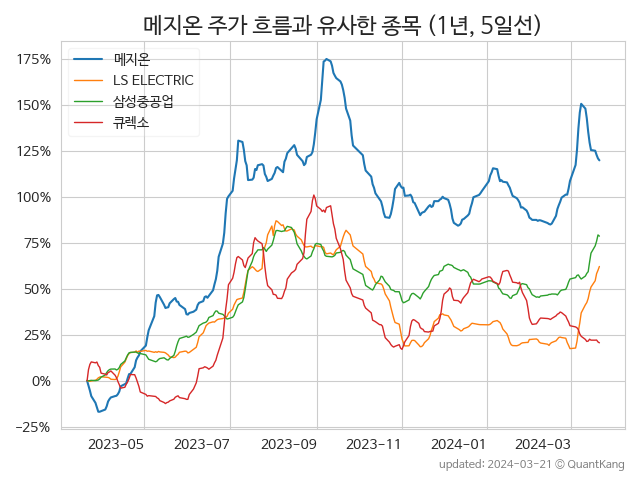 메지온 주가 흐름과 유사한 종목 (1년, 5일선)
메지온
LS ELECTRIC
삼성중공업
큐렉소
175%
150%
125%
100%
75%
50%
25%
0%
−25%
2023-05 2023-07 2023-09 2023-11 2024-01 2024-03
updated: 2024-03-21 © QuantKang